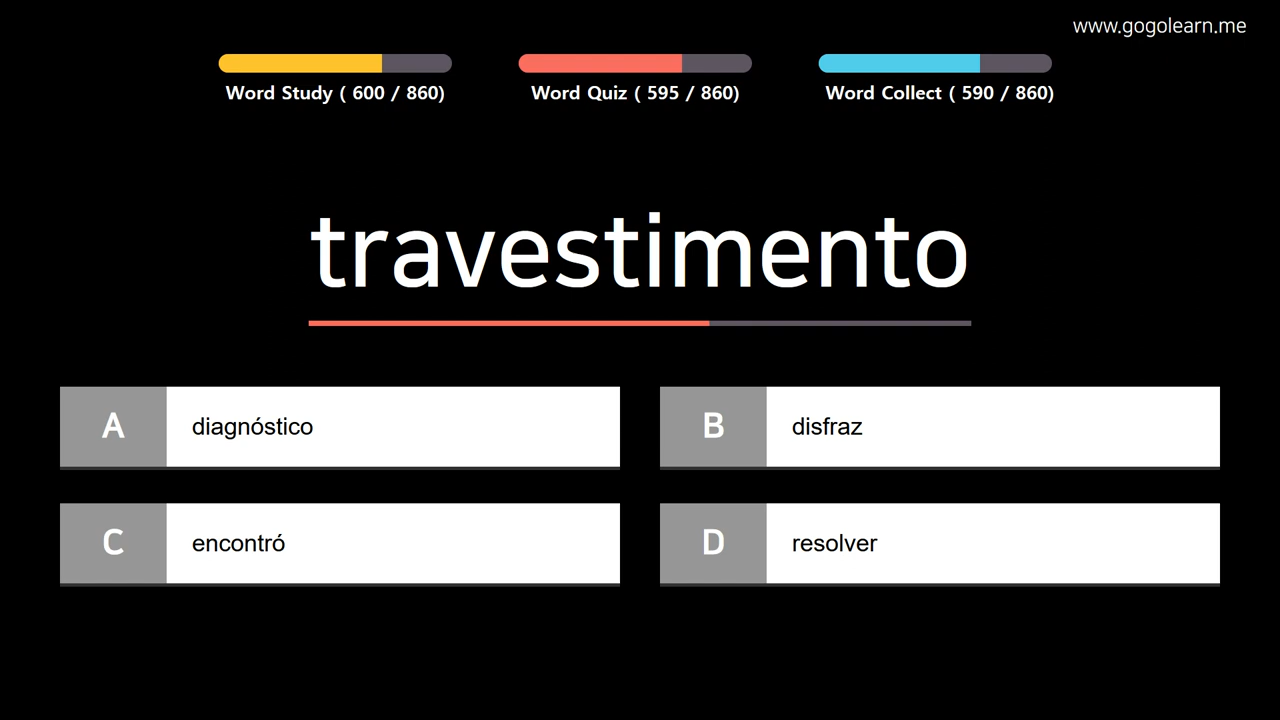 www.gogolearn.me
Word Study ( 600 / 860)
Word Quiz ( 595 / 860)
Word Collect ( 590 / 860)
travestimento
A diagnóstico
B disfraz
C encontró
D resolver